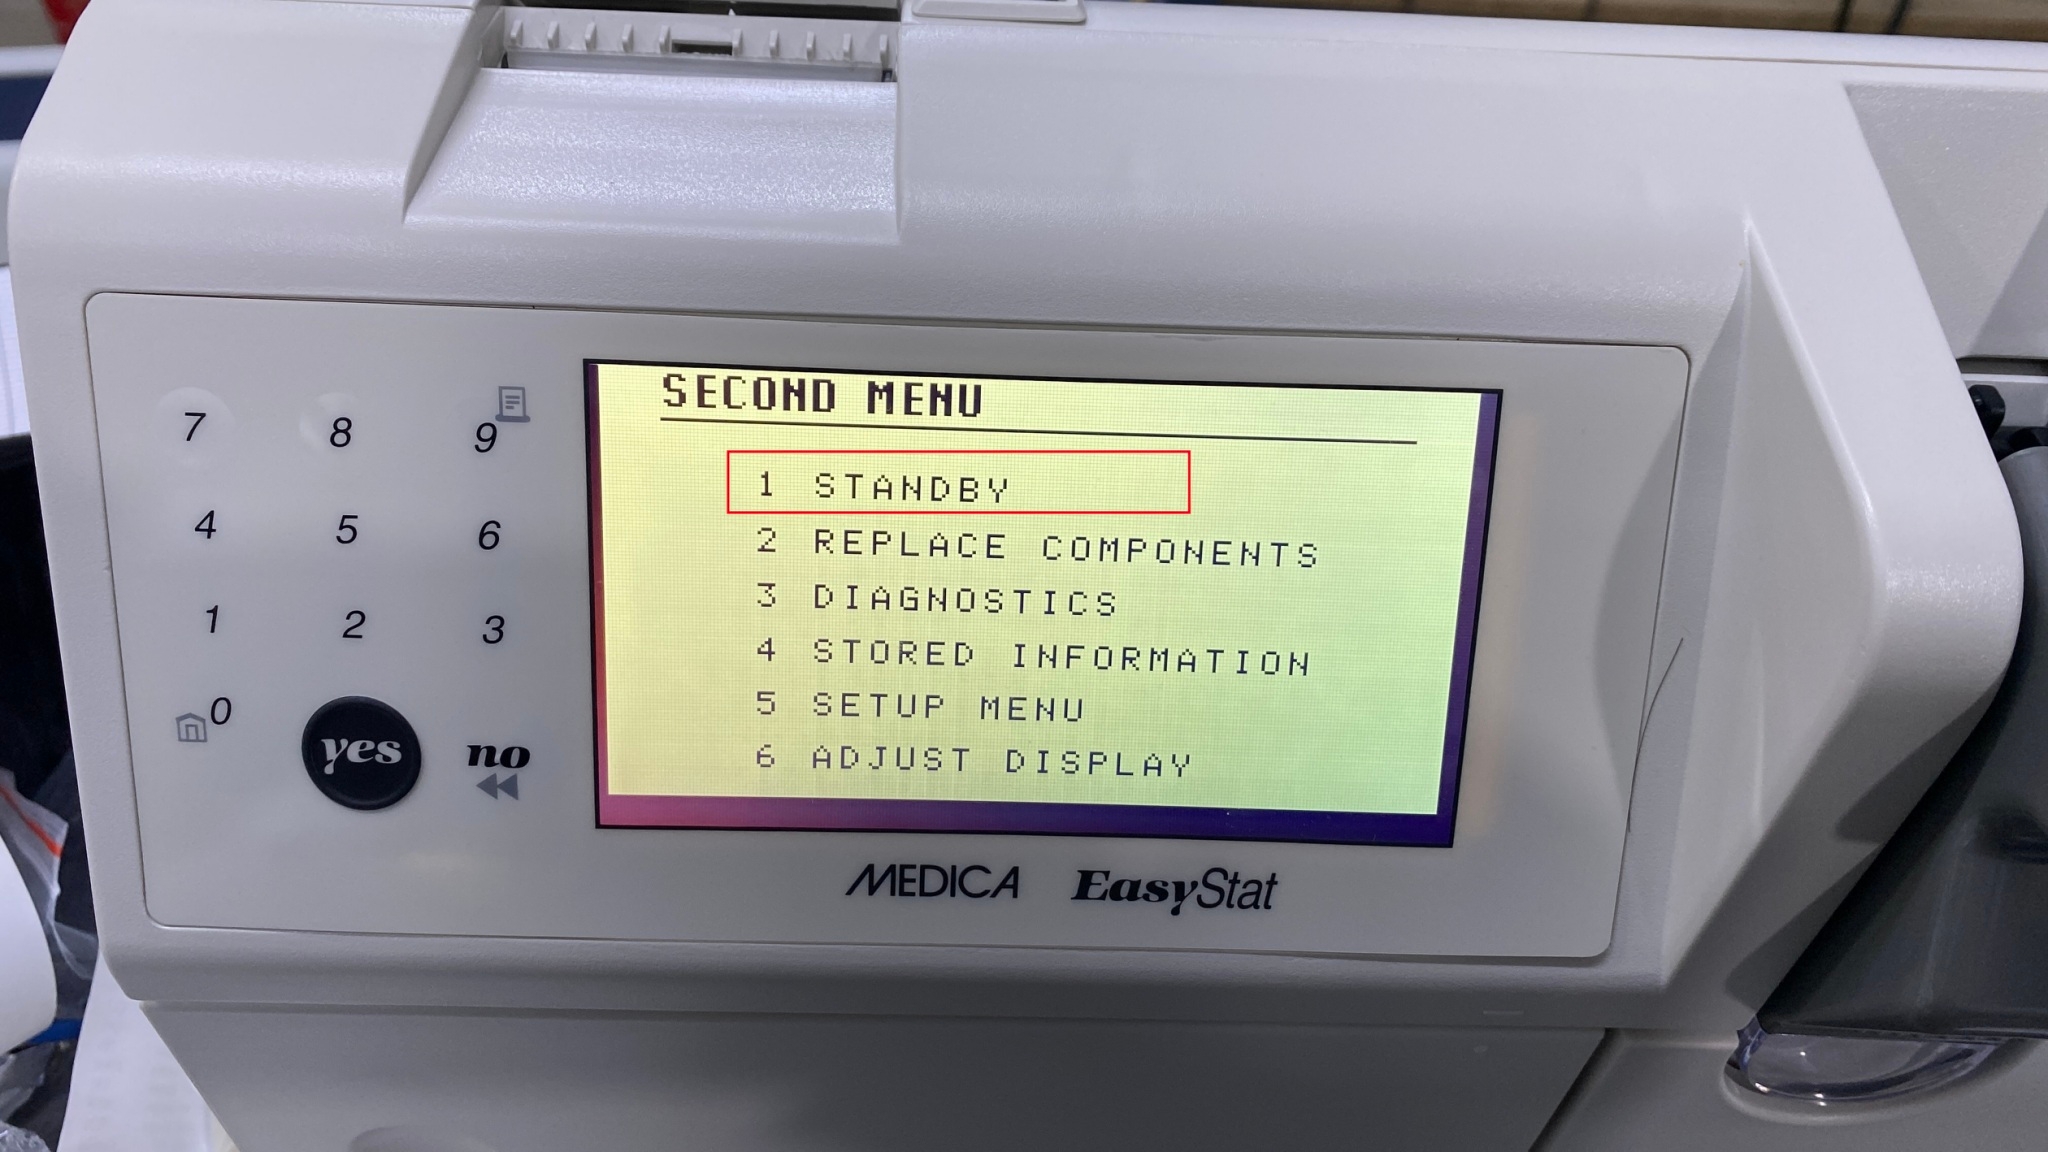 SECOND MENU
1 STANDBY
2 REPLACE COMPONENTS
3 DIAGNOSTICS
4 STORED INFORMATION
5 SETUP MENU
6 ADJUST DISPLAY
7 8 9
4 5 6
1 2 3
0 yes no
MEDICA EasyStat